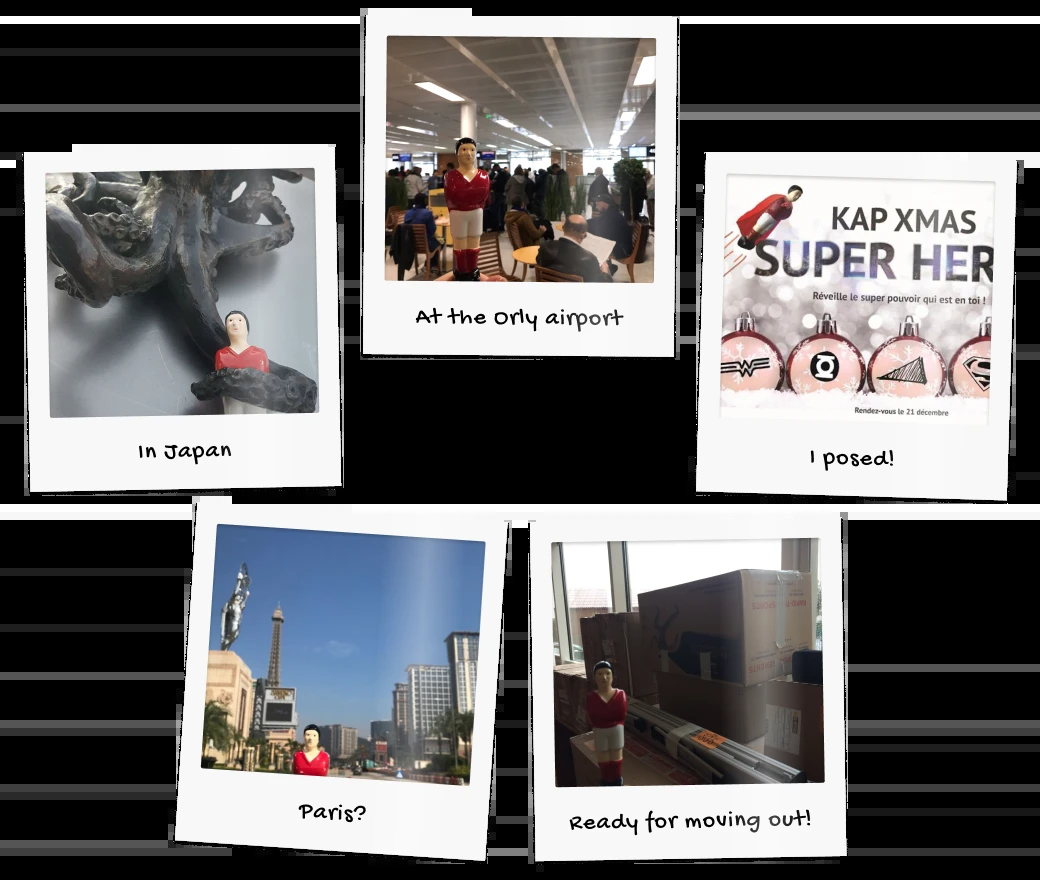 At the Orly airport
In Japan
KAP XMAS
SUPER HER
Réveille le super pouvoir qui est en toi !
Rendez-vous le 21 décembre
I posed!
Paris?
Ready for moving out!